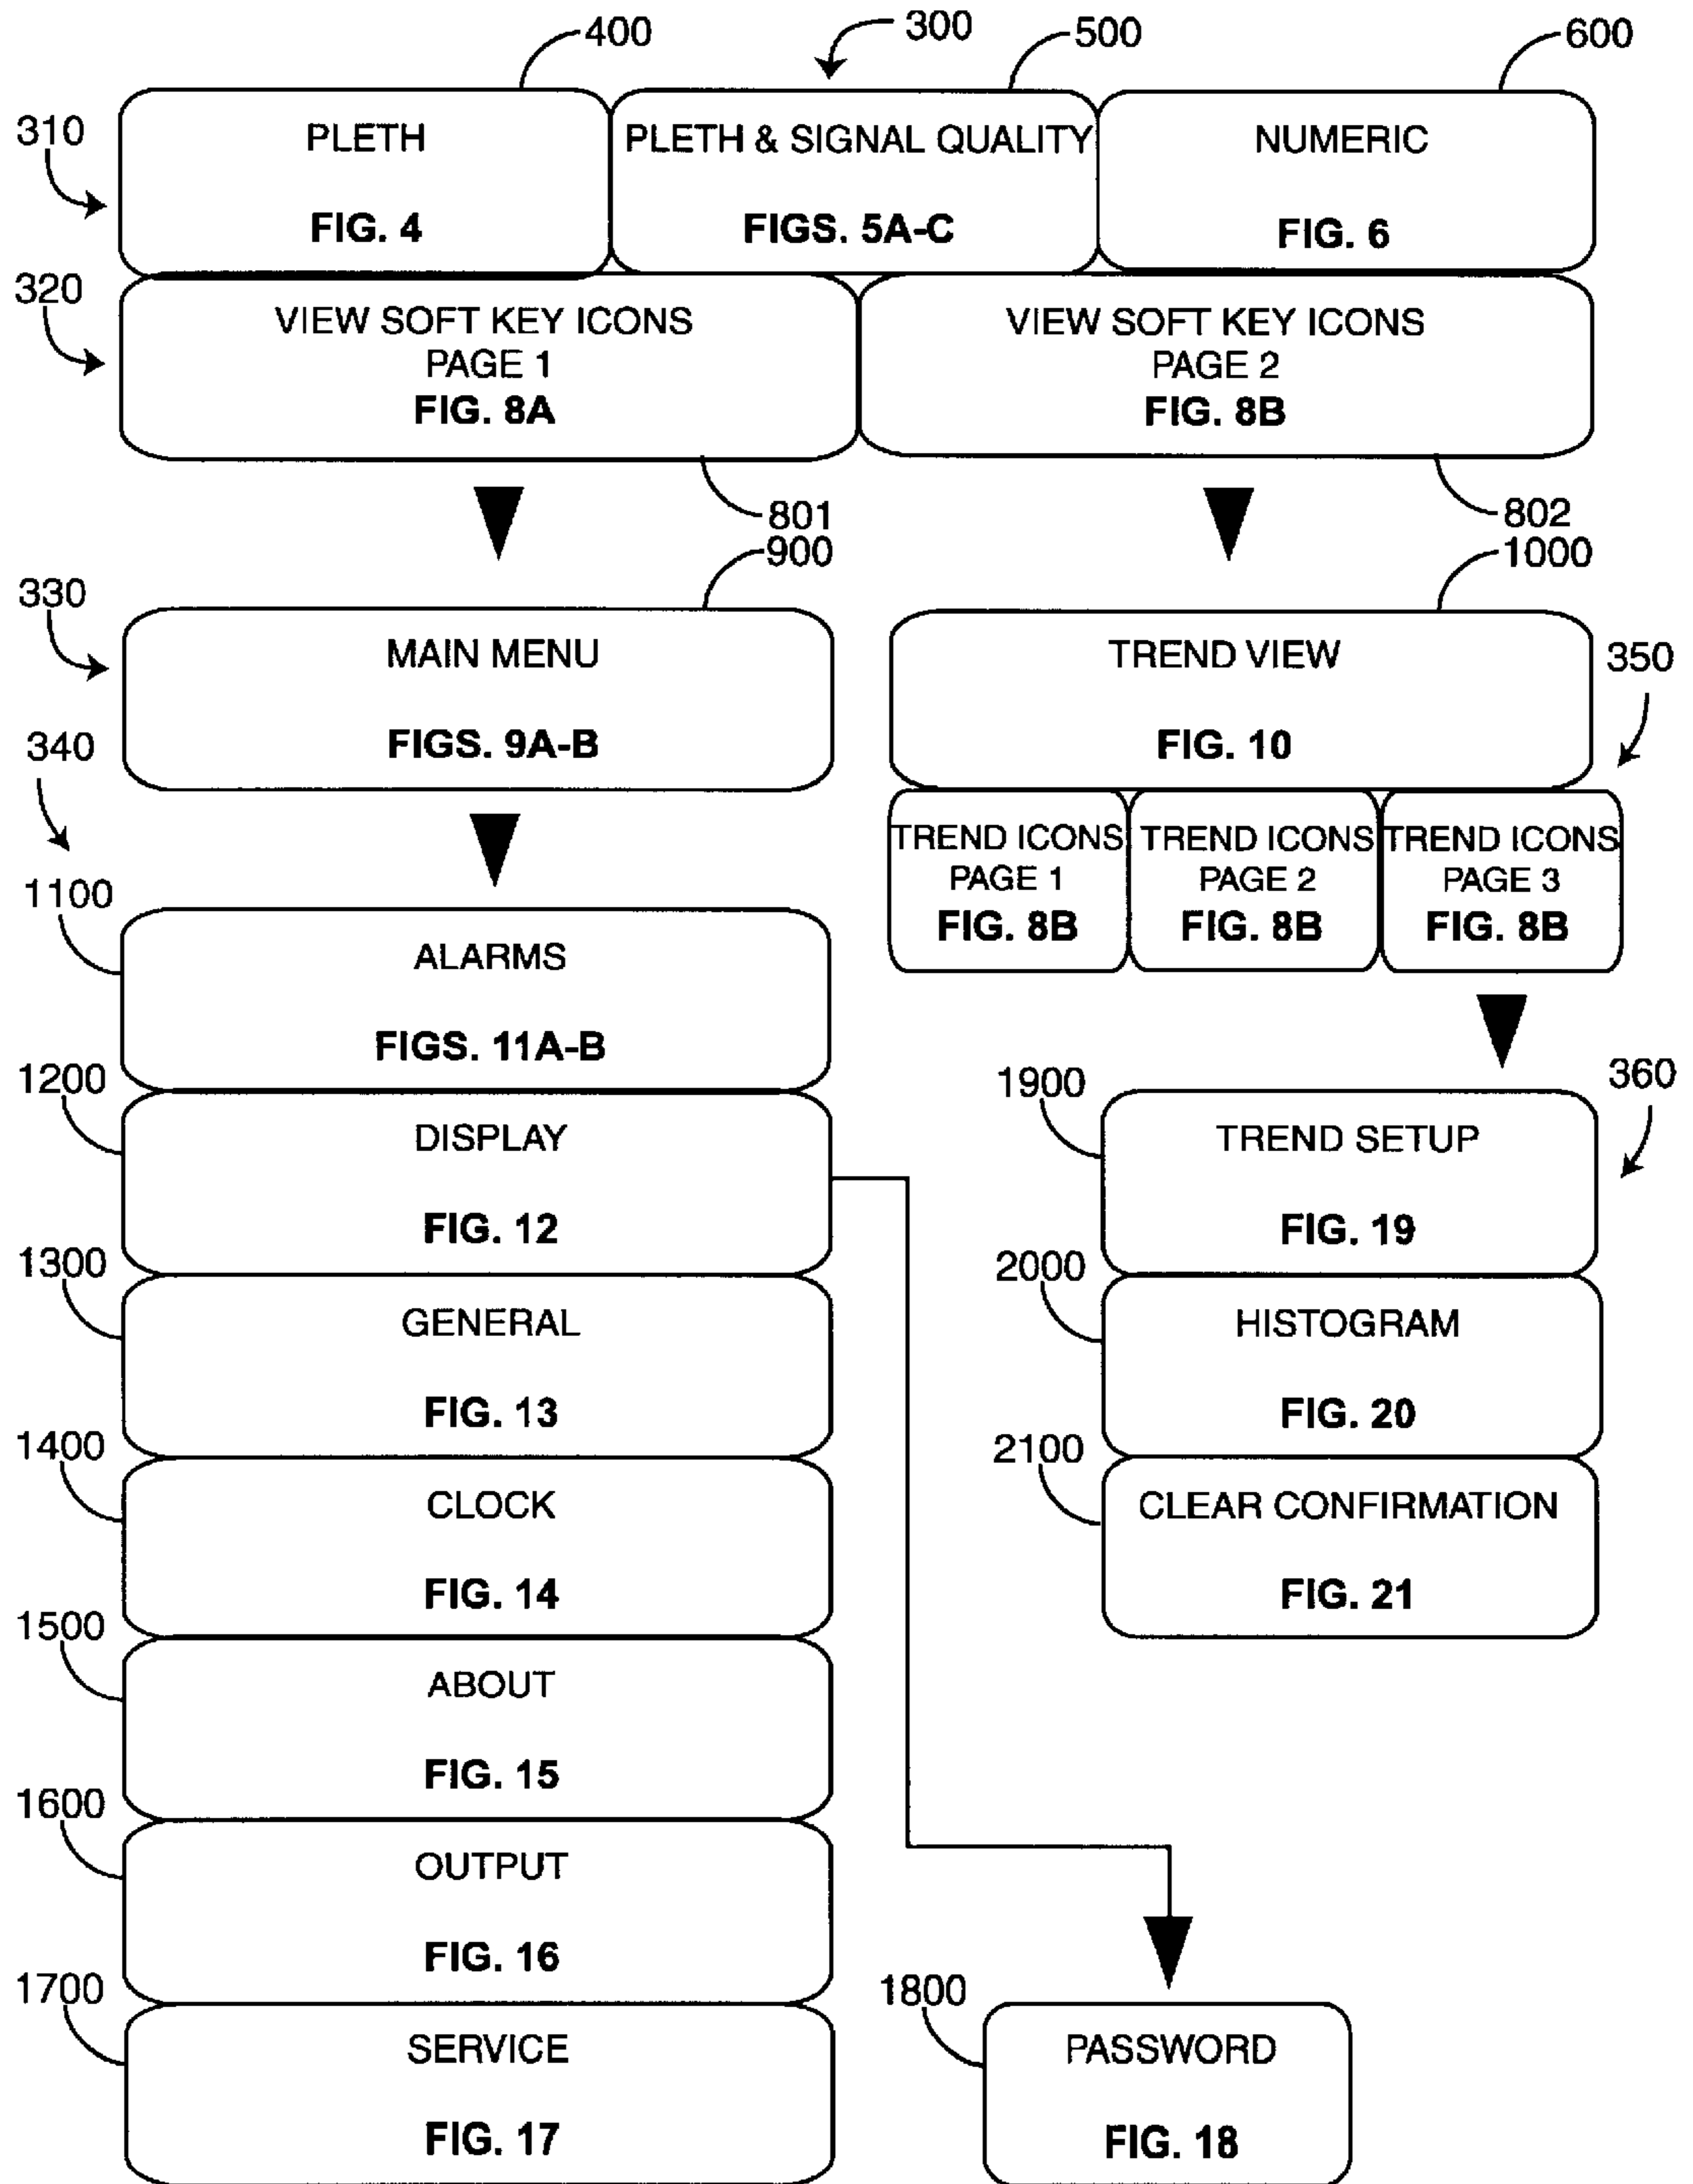 400
300
500
600
310
PLETH
FIG. 4
PLETH & SIGNAL QUALITY
FIGS. 5A-C
NUMERIC
FIG. 6
320
VIEW SOFT KEY ICONS
PAGE 1
FIG. 8A
VIEW SOFT KEY ICONS
PAGE 2
FIG. 8B
801
802
900
1000
330
MAIN MENU
FIGS. 9A-B
TREND VIEW
FIG. 10
350
340
TREND ICONS
PAGE 1
FIG. 8B
TREND ICONS
PAGE 2
FIG. 8B
TREND ICONS
PAGE 3
FIG. 8B
1100
ALARMS
FIGS. 11A-B
1200
DISPLAY
FIG. 12
1300
GENERAL
FIG. 13
1400
CLOCK
FIG. 14
1500
ABOUT
FIG. 15
1600
OUTPUT
FIG. 16
1700
SERVICE
FIG. 17
360
1900
TREND SETUP
FIG. 19
2000
HISTOGRAM
FIG. 20
2100
CLEAR CONFIRMATION
FIG. 21
1800
PASSWORD
FIG. 18